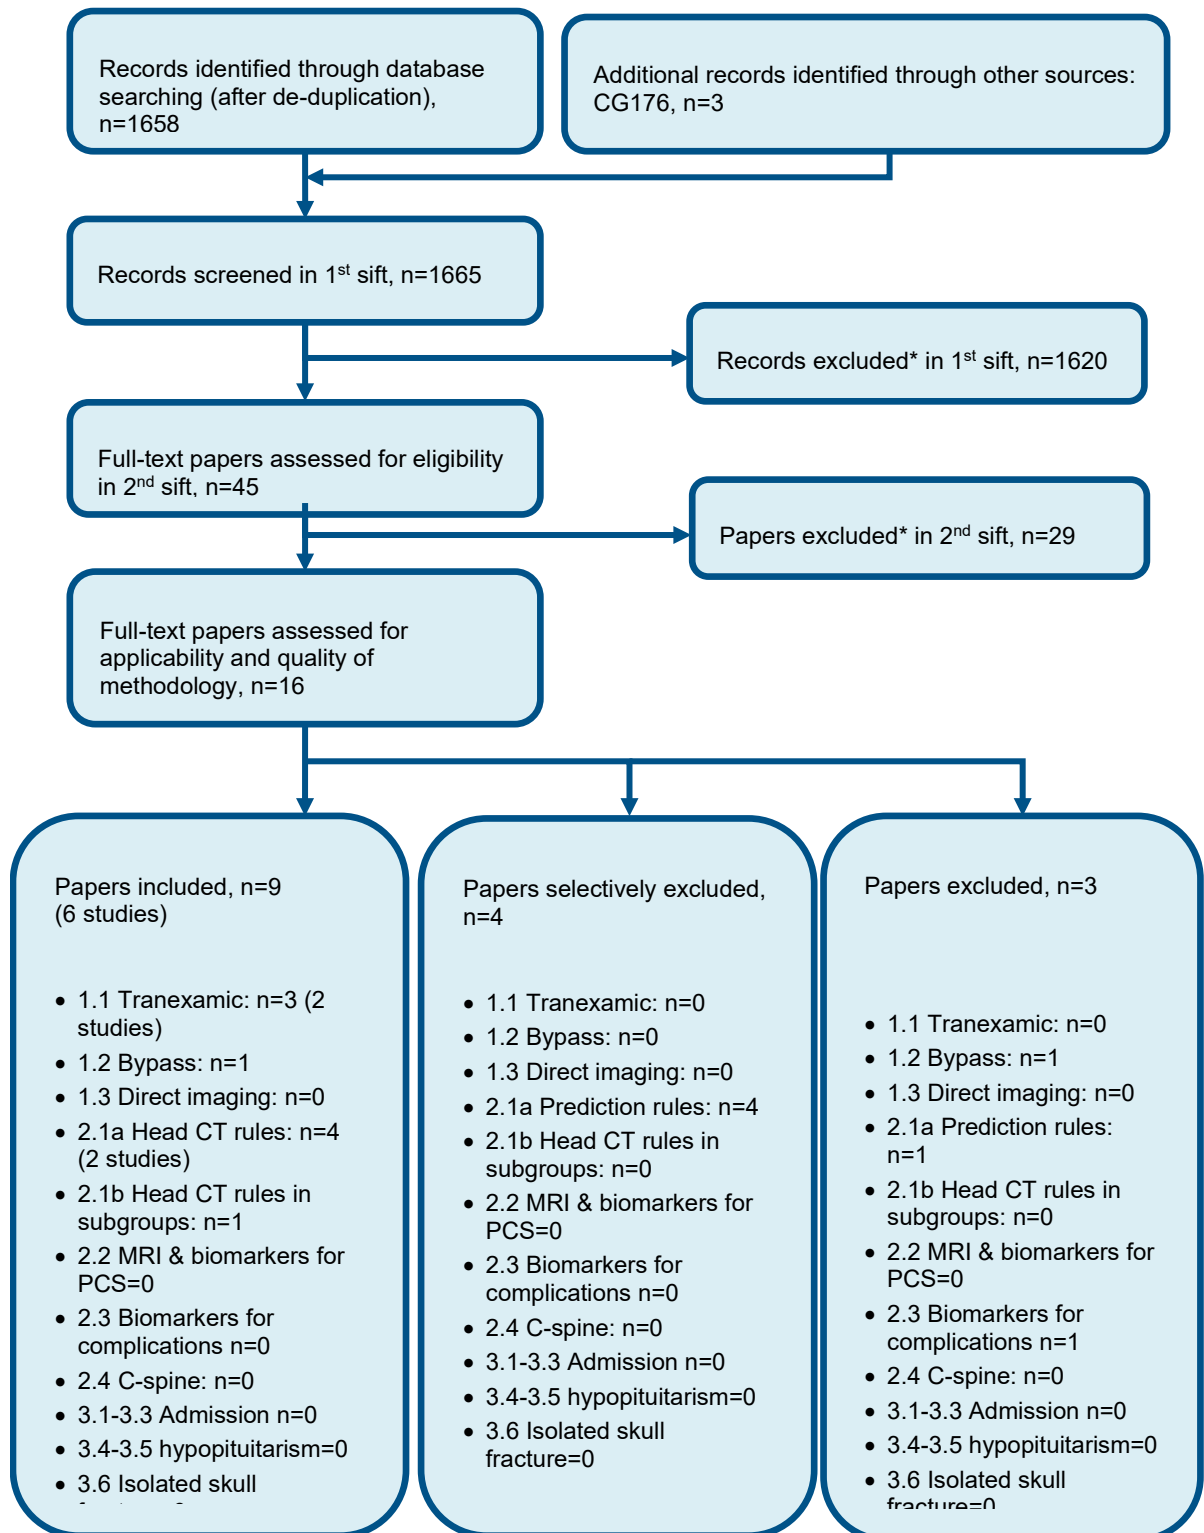 Records identified through database
searching (after de-duplication),
n=1658
Additional records identified through other sources:
CG176, n=3
Records screened in 1st sift, n=1665
Records excluded* in 1st sift, n=1620
Full-text papers assessed for eligibility
in 2nd sift, n=45
Papers excluded* in 2nd sift, n=29
Full-text papers assessed for
applicability and quality of
methodology, n=16
Papers included, n=9
(6 studies)
• 1.1 Tranexamic: n=3 (2
studies)
• 1.2 Bypass: n=1
• 1.3 Direct imaging: n=0
• 2.1a Head CT rules: n=4
(2 studies)
• 2.1b Head CT rules in
subgroups: n=1
• 2.2 MRI & biomarkers for
PCS=0
• 2.3 Biomarkers for
complications n=0
• 2.4 C-spine: n=0
• 3.1-3.3 Admission n=0
• 3.4-3.5 hypopituitarism=0
• 3.6 Isolated skull
Papers selectively excluded,
n=4
• 1.1 Tranexamic: n=0
• 1.2 Bypass: n=0
• 1.3 Direct imaging: n=0
• 2.1a Prediction rules: n=4
• 2.1b Head CT rules in
subgroups: n=0
• 2.2 MRI & biomarkers for
PCS=0
• 2.3 Biomarkers for
complications n=0
• 2.4 C-spine: n=0
• 3.1-3.3 Admission n=0
• 3.4-3.5 hypopituitarism=0
• 3.6 Isolated skull
fracture=0
Papers excluded, n=3
• 1.1 Tranexamic: n=0
• 1.2 Bypass: n=1
• 1.3 Direct imaging: n=0
• 2.1a Prediction rules:
n=1
• 2.1b Head CT rules in
subgroups: n=0
• 2.2 MRI & biomarkers for
PCS=0
• 2.3 Biomarkers for
complications n=1
• 2.4 C-spine: n=0
• 3.1-3.3 Admission n=0
• 3.4-3.5 hypopituitarism=0
• 3.6 Isolated skull
fracture=0